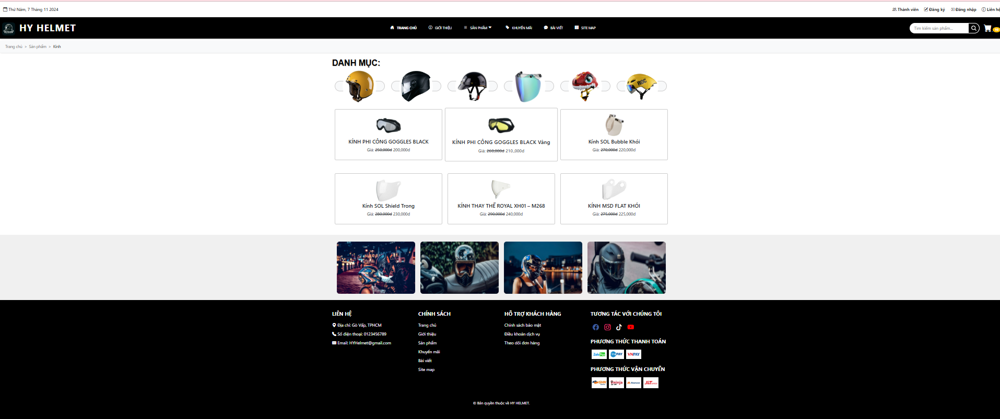 Thứ Năm, 7 Tháng 11 2024
Thành viên Đăng ký Đăng nhập Liên hệ
HY HELMET
TRANG CHỦ GIỚI THIỆU SẢN PHẨM KHUYẾN MÃI BÀI VIẾT SITE MAP
Tìm kiếm sản phẩm...
Trang chủ > Sản phẩm > Kính
DANH MỤC:
ROC
KÍNH PHI CÔNG GOGGLES BLACK
Giá: 250,000đ 200,000đ
KÍNH PHI CÔNG GOGGLES BLACK Vàng
Giá: 260,000đ 210.,000đ
Kính SOL Bubble Khói
Giá: 270,000đ 220,000đ
Kính SOL Shield Trong
Giá: 280,000đ 230,000đ
KÍNH THAY THẾ ROYAL XH01 – M268
Giá: 290,000đ 240,000đ
KÍNH MSD FLAT KHÓI
Giá: 275,000đ 225,000đ
LIÊN HỆ
Địa chỉ: Gò Vấp, TPHCM
Số điện thoại: 0123456789
Email: HYHelmet@gmail.com
CHÍNH SÁCH
Trang chủ
Giới thiệu
Sản phẩm
Khuyến mãi
Bài viết
Site map
HỖ TRỢ KHÁCH HÀNG
Chính sách bảo mật
Điều khoản dịch vụ
Theo dõi đơn hàng
TƯƠNG TÁC VỚI CHÚNG TÔI
PHƯƠNG THỨC THANH TOÁN
Zalo Pay PAY VNPAY
PHƯƠNG THỨC VẬN CHUYỂN
GHN ninja Ahamove J&T
© Bản quyền thuộc về HY HELMET.